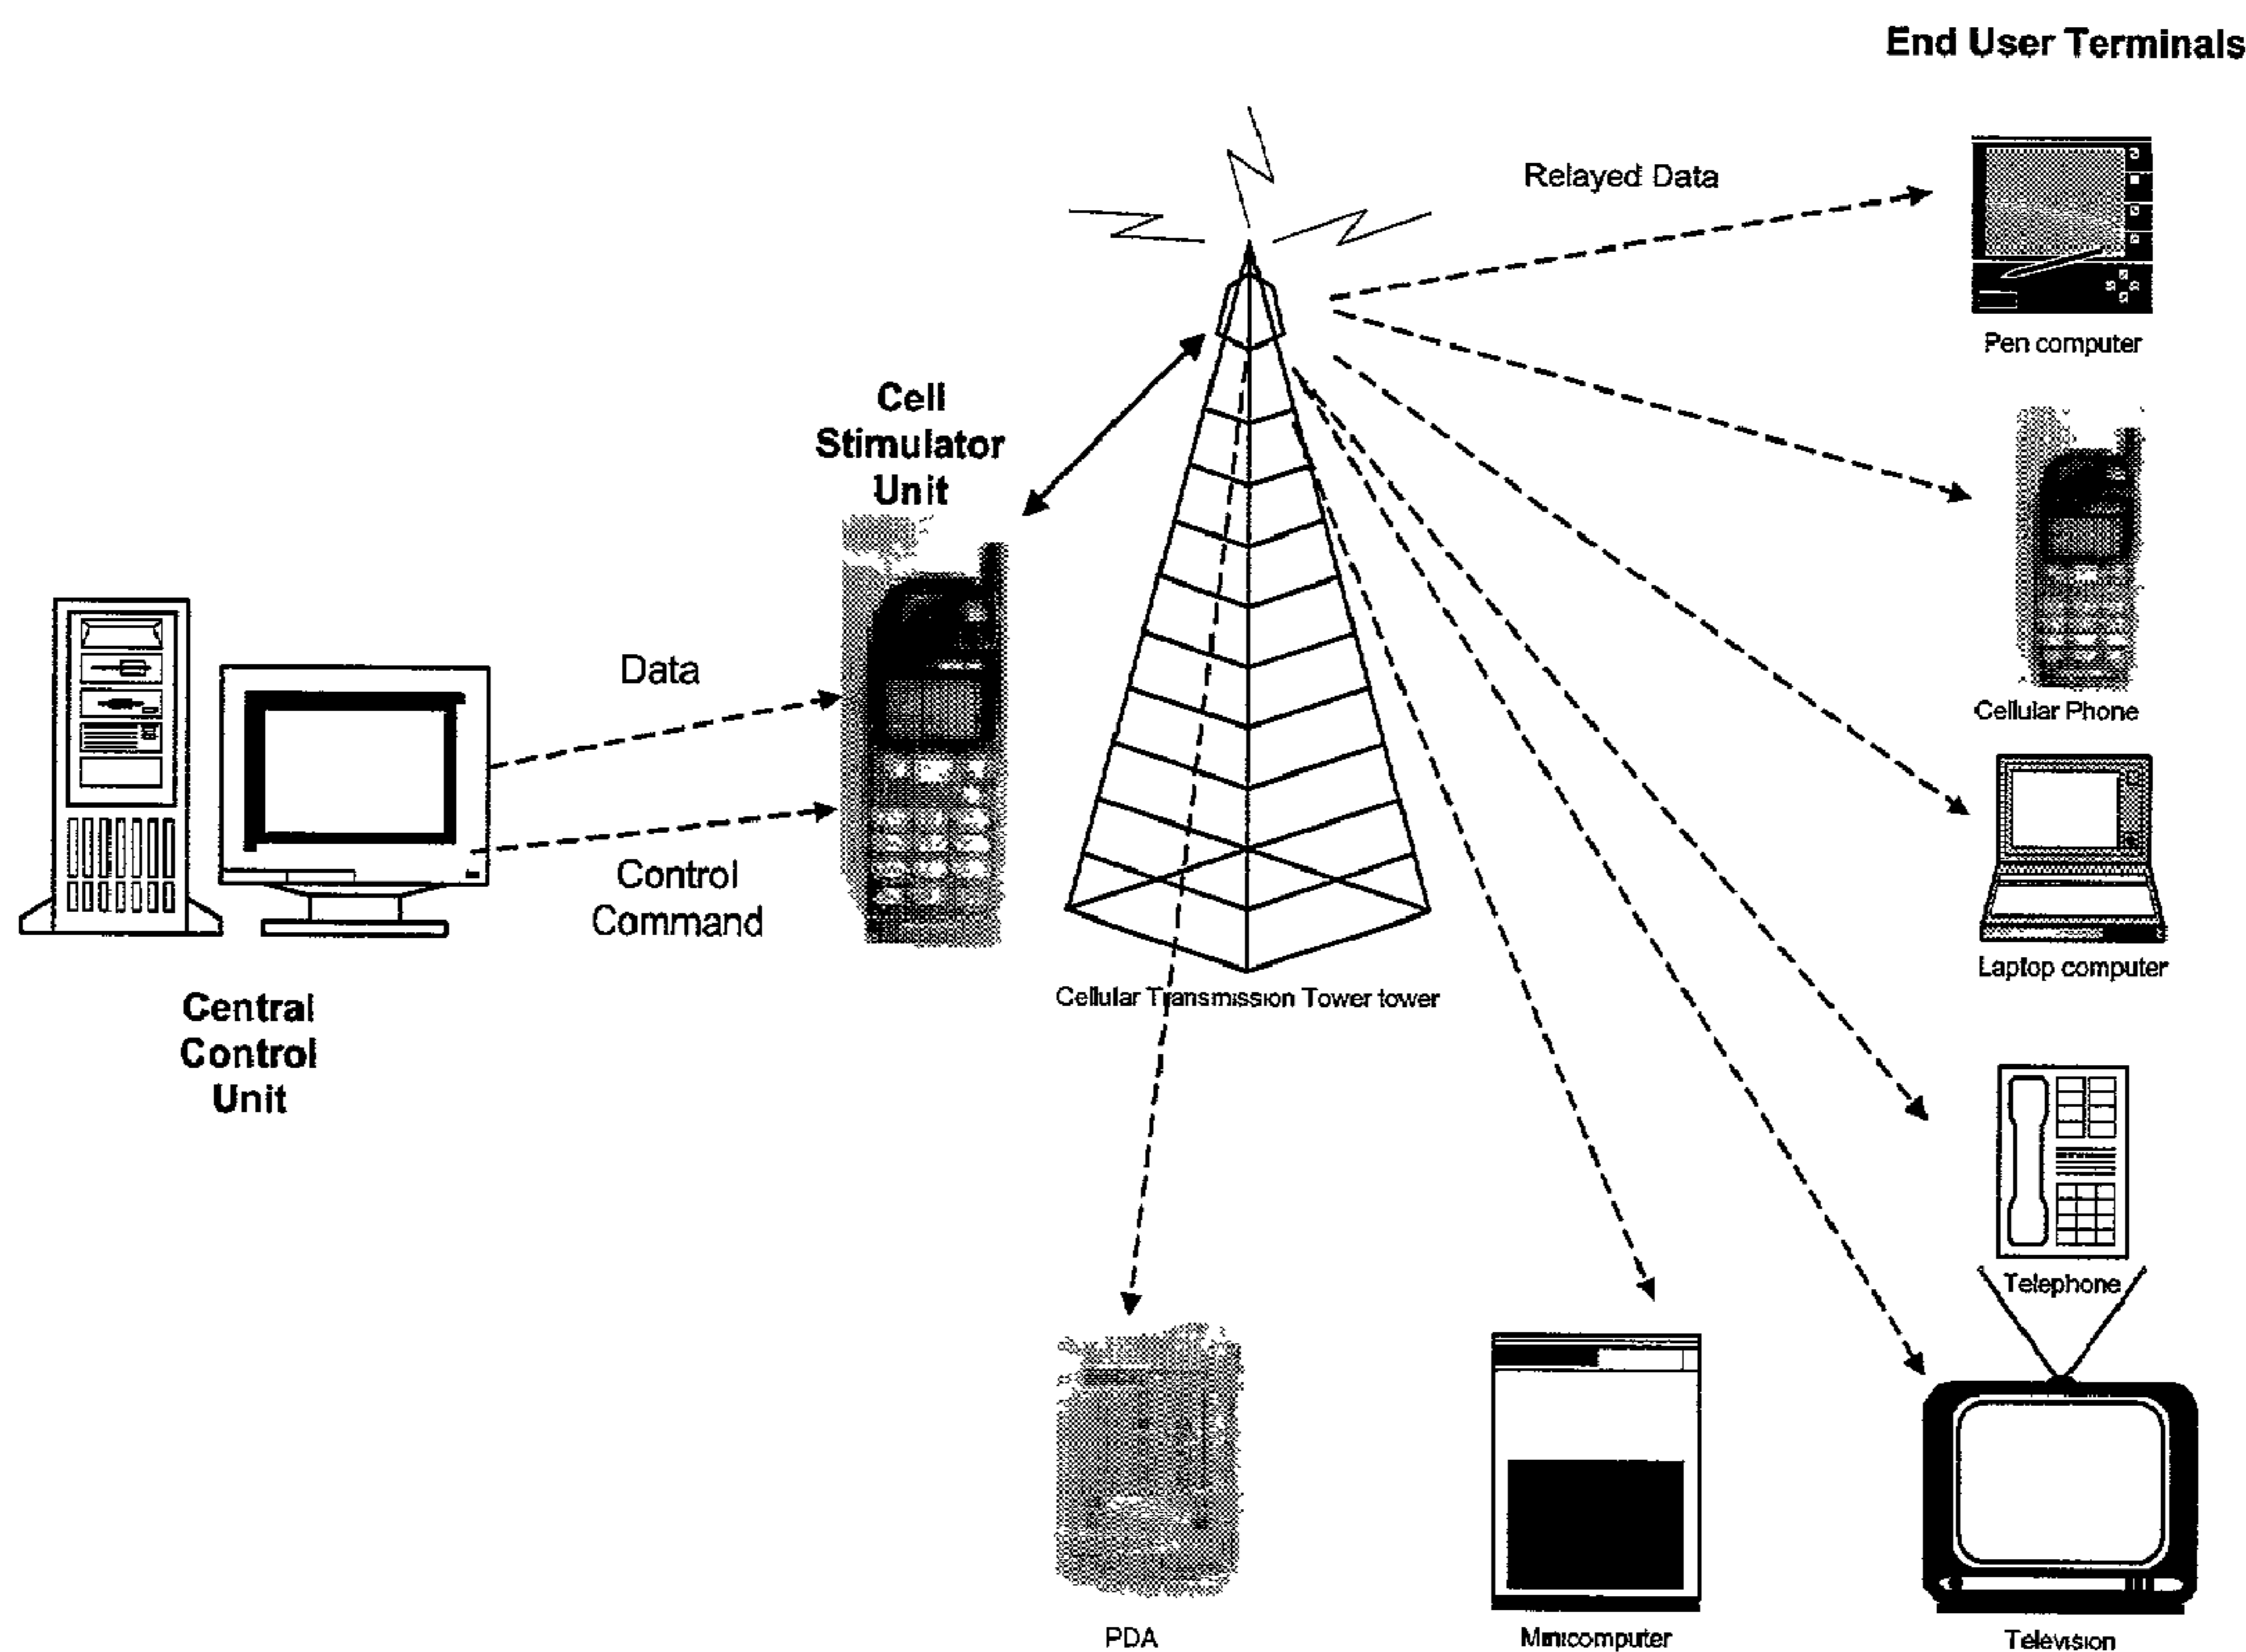 End User Terminals
Relayed Data
Pen computer
Cell
Stimulator
Unit
Data
Control
Command
Cellular Phone
Laptop computer
Cellular Transmission Tower tower
Central
Control
Unit
Telephone
PDA
Minicomputer
Television